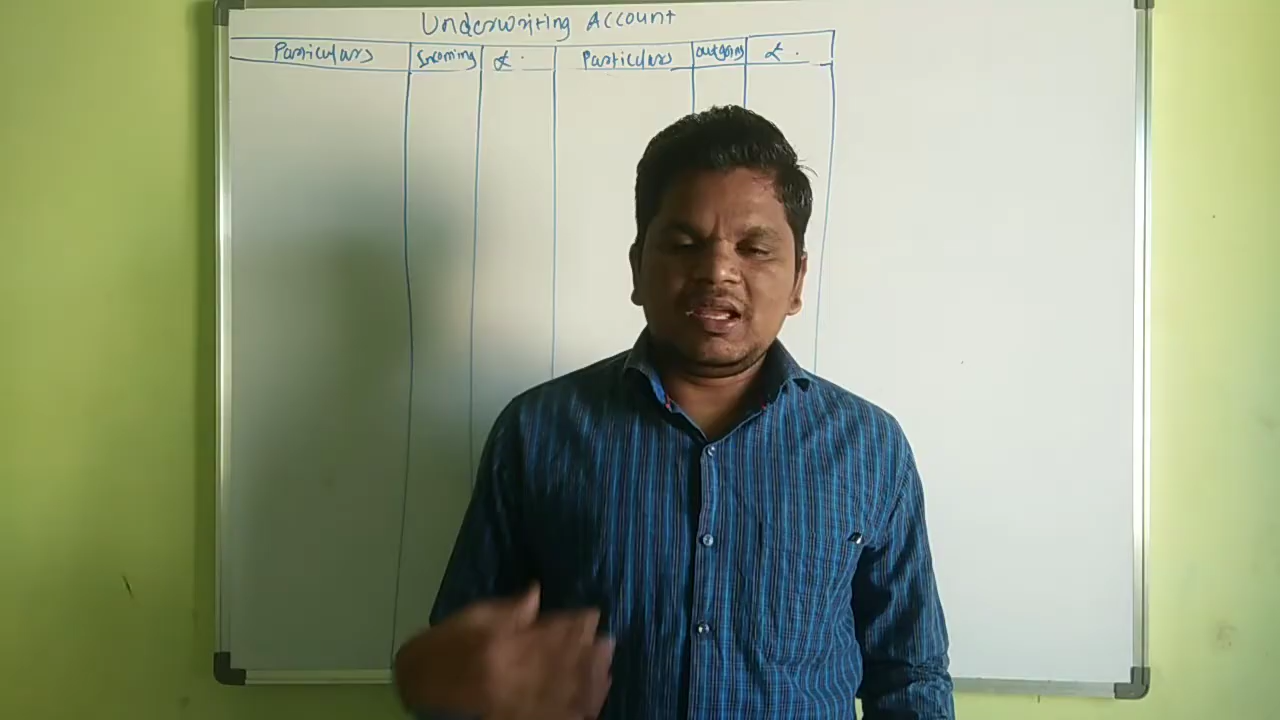 Underwriting Account
Particulars Incoming £. Particulars outgoing £.